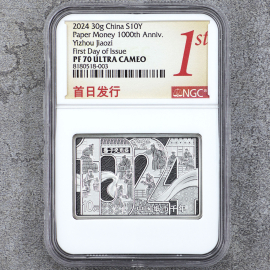 2024 30g China S10Y
Paper Money 1000th Anniv.
Yizhou Jiaozi
First Day of Issue
PF 70 ULTRA CAMEO
8180518-003
首日发行
1st
NGC
1024